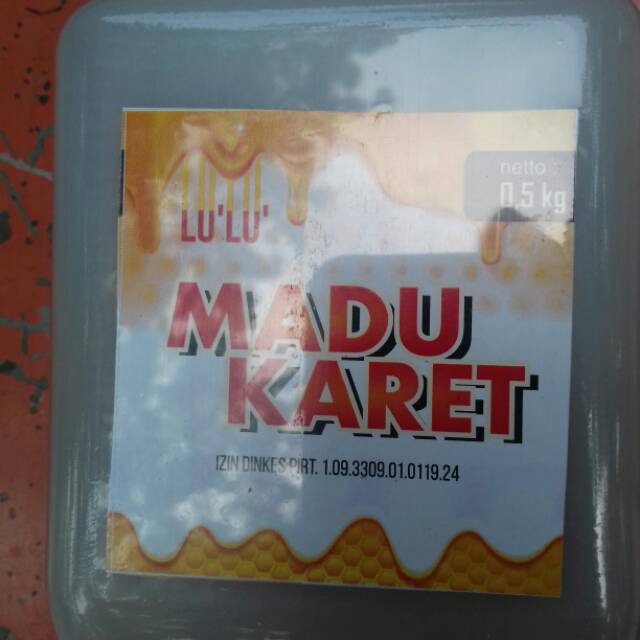 netto
0,5 kg
LU'LU'
MADU
KARET
IZIN DINKES PIRT. 1.09.3309.01.0119.24